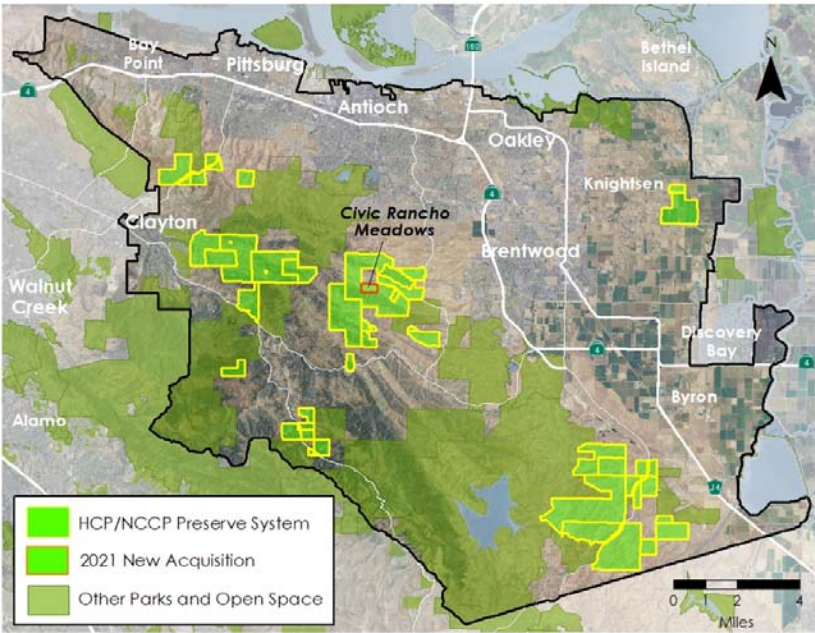 160
Bay
Point
Pittsburg
Bethel
Island
N
4
Antioch
Oakley
4
Knightsen
Civic Rancho
Meadows
Clayton
Brentwood
Walnut
Creek
Discovery
Bay
4
4
Byron
Alamo
J4
HCP/NCCP Preserve System
2021 New Acquisition
Other Parks and Open Space
0 2 4
Miles